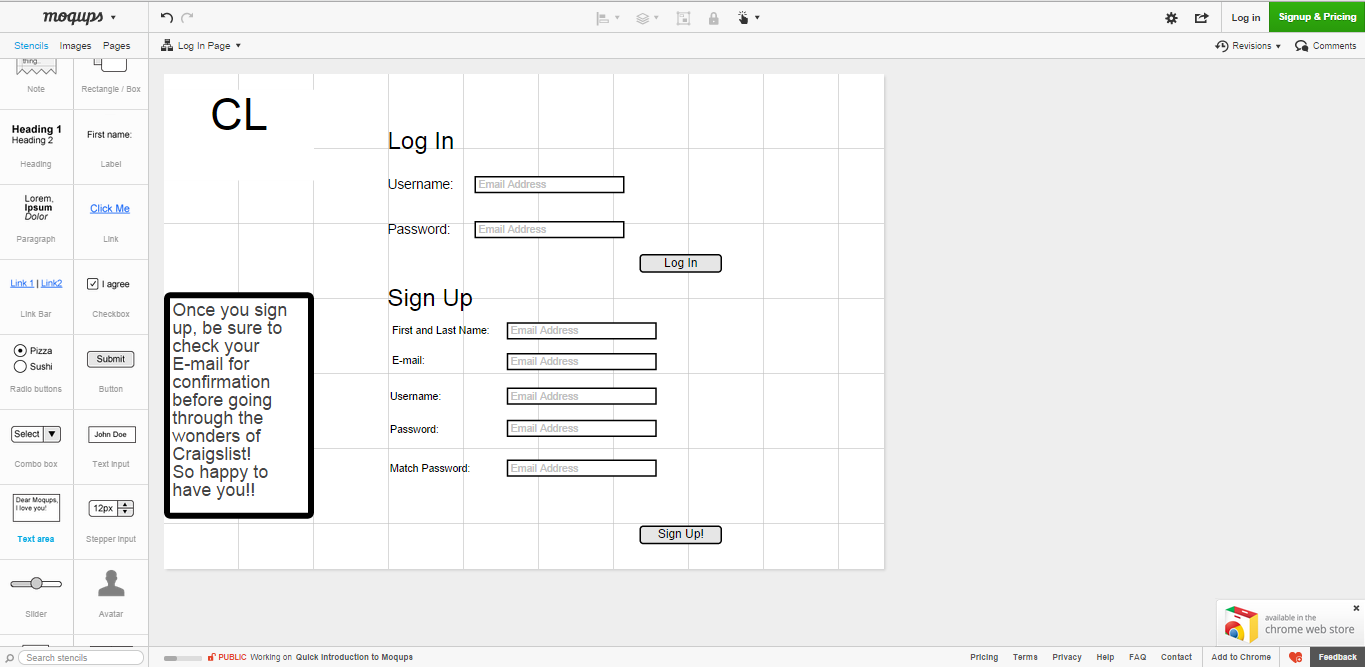 moqups
Log in
Signup & Pricing
Stencils Images Pages
Log In Page
Revisions
Comments
thing.
Note
Rectangle / Box
Heading 1
Heading 2
First name:
Heading
Label
Lorem,
Ipsum
Dolor
Click Me
Paragraph
Link
Link 1 | Link2
I agree
Link Bar
Checkbox
Pizza
Sushi
Submit
Radio buttons
Button
Select
John Doe
Combo box
Text Input
Dear Moqups,
I love you!
12px
Text area
Stepper Input
Slider
Avatar
Search stencils
CL
Log In
Username:
Email Address
Password:
Email Address
Log In
Sign Up
First and Last Name:
Email Address
E-mail:
Email Address
Username:
Email Address
Password:
Email Address
Match Password:
Email Address
Sign Up!
Once you sign
up, be sure to
check your
E-mail for
confirmation
before going
through the
wonders of
Craigslist!
So happy to
have you!!
available in the
chrome web store
PUBLIC Working on Quick Introduction to Moqups
Pricing Terms Privacy Help FAQ Contact Add to Chrome Feedback